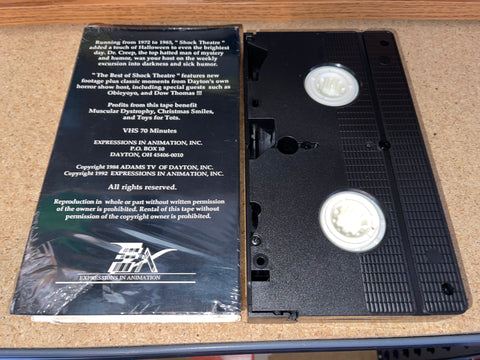 Running from 1972 to 1985, "Shock Theatre"
added a touch of Halloween to even the brightest
day. Dr. Creep, the top hatted man of mystery
and humor, was your host on the weekly
excursion into darkness and sick humor.
"The Best of Shock Theatre" features new
footage plus classic moments from Dayton's own
horror show host, including special guests such as
Obieyoyo, and Dow Thomas !!!
Profits from this tape benefit
Muscular Dystrophy, Christmas Smiles,
and Toys for Tots.
VHS 70 Minutes
EXPRESSIONS IN ANIMATION, INC.
P.O. BOX 10
DAYTON, OH 45406-0010
Copyright 1984 ADAMS TV OF DAYTON, INC.
Copyright 1992 EXPRESSIONS IN ANIMATION, INC.
All rights reserved.
Reproduction in whole or part without written permission
of the owner is prohibited. Rental of this tape without
permission of the copyright owner is prohibited.
EXPRESSIONS IN ANIMATION